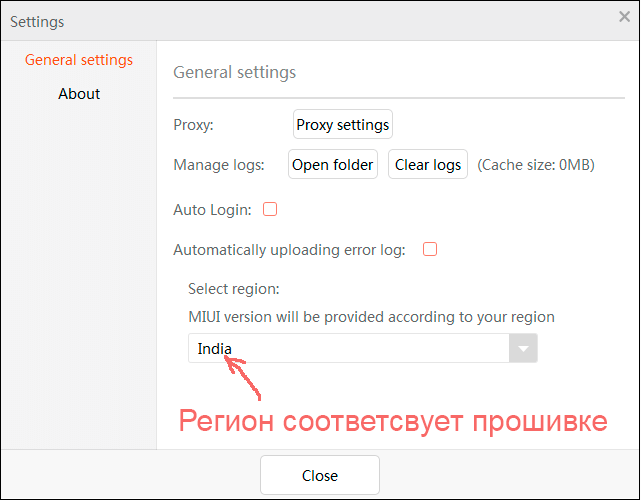 Settings
General settings
About
General settings
Proxy: Proxy settings
Manage logs: Open folder Clear logs (Cache size: 0MB)
Auto Login:
Automatically uploading error log:
Select region:
MIUI version will be provided according to your region
India
Регион соответсвует прошивке
Close